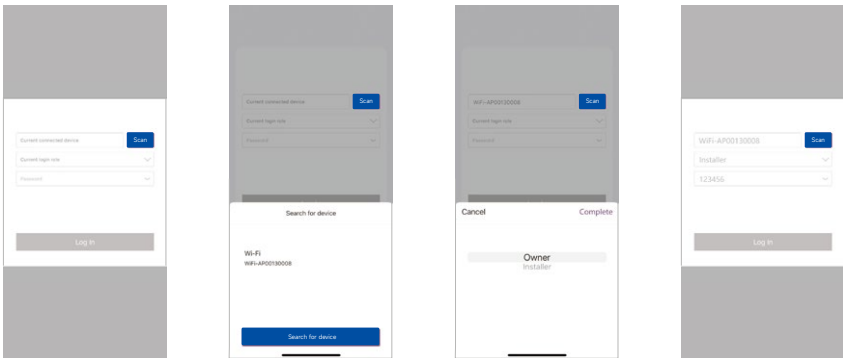 Current connected device
Scan
Current login role
Password
Log in
Current connected device
Scan
Current login role
Password
Search for device
Wi-Fi
WiFi-AP00130008
Search for device
WiFi-AP00130008
Scan
Current login role
Password
Cancel
Complete
Owner
Installer
WiFi-AP00130008
Scan
Installer
123456
Log in